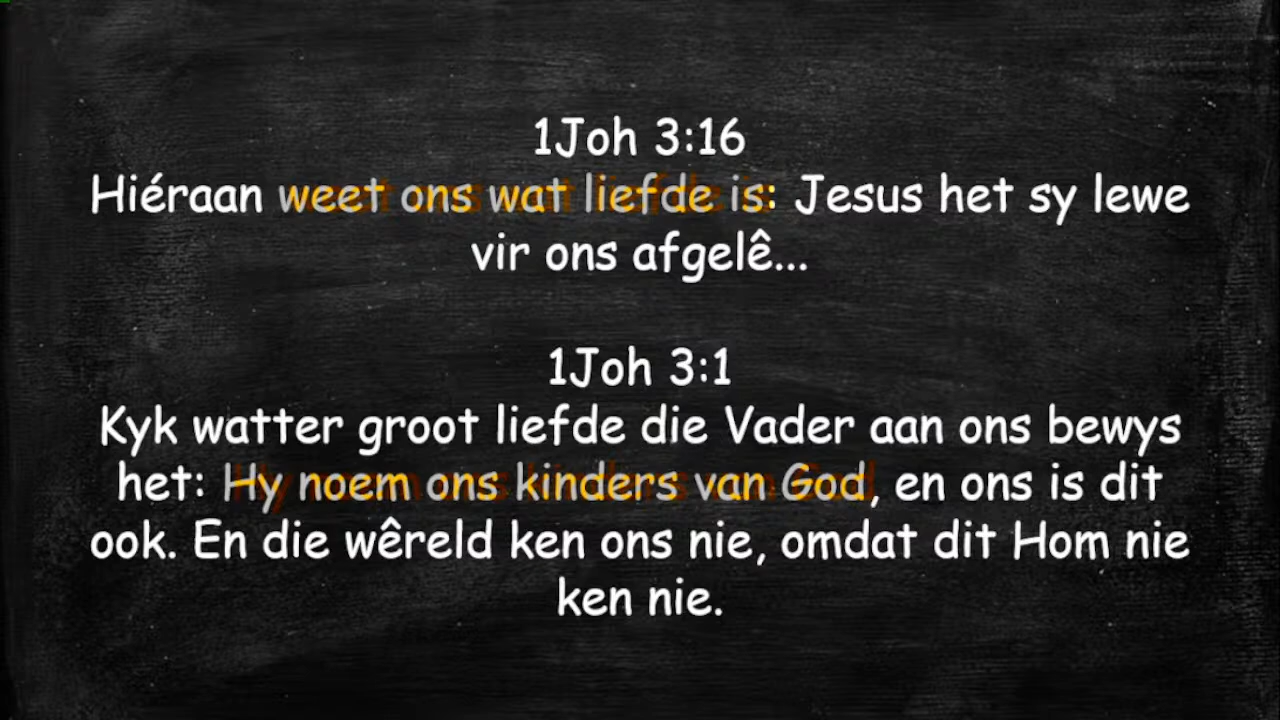 1Joh 3:16
Hiéraan weet ons wat liefde is: Jesus het sy lewe
vir ons afgelê...
1Joh 3:1
Kyk watter groot liefde die Vader aan ons bewys
het: Hy noem ons kinders van God, en ons is dit
ook. En die wêreld ken ons nie, omdat dit Hom nie
ken nie.